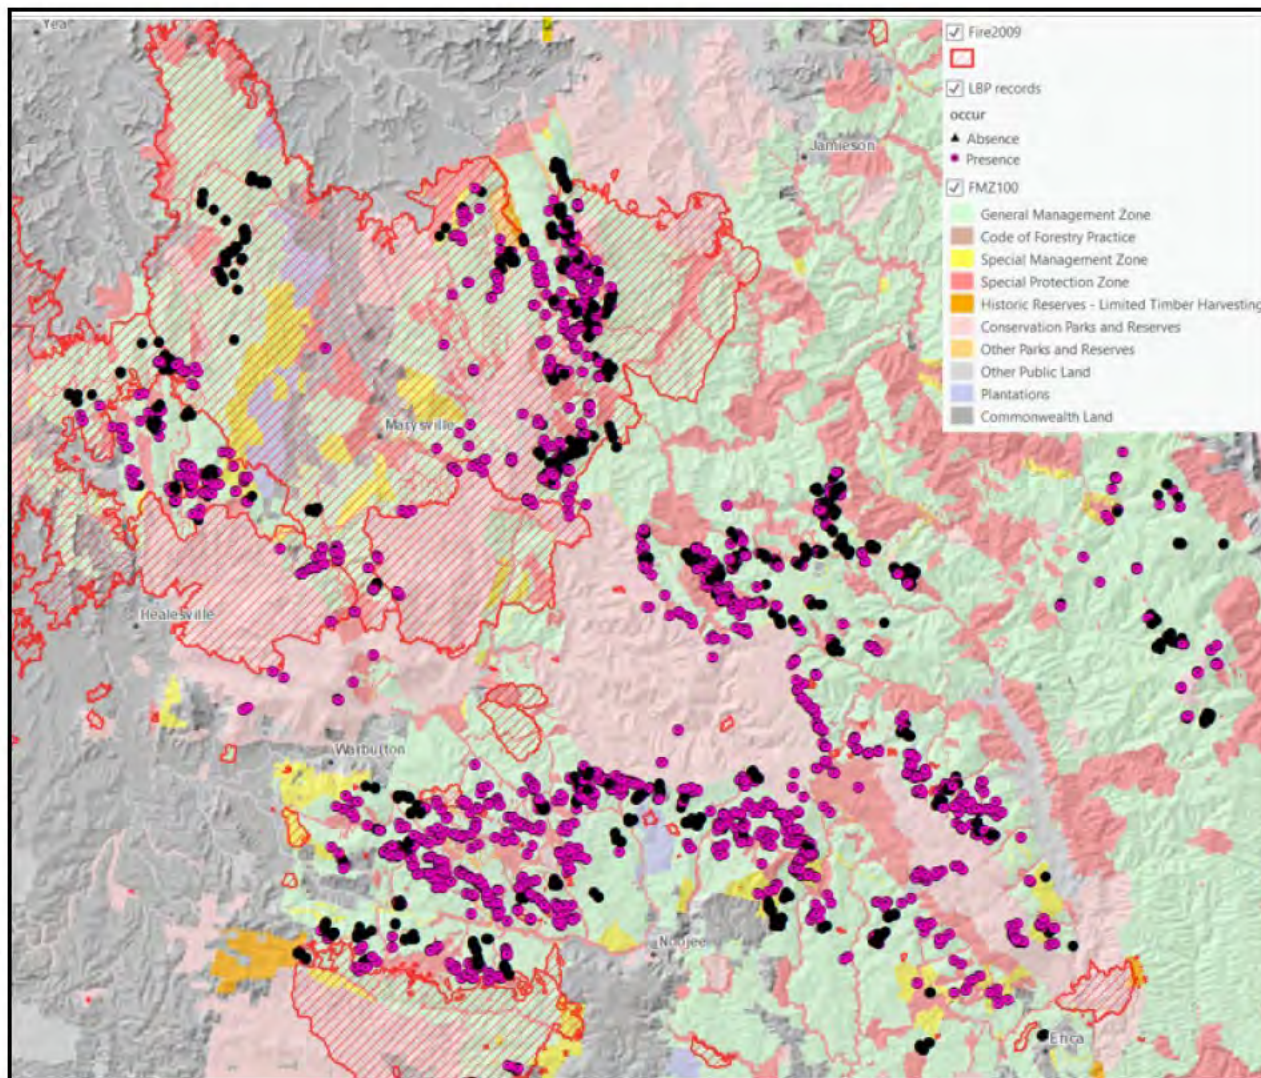 Yea
Fire2009
LBP records
occur
Absence
Presence
FMZ100
General Management Zone
Code of Forestry Practice
Special Management Zone
Special Protection Zone
Historic Reserves - Limited Timber Harvesting
Conservation Parks and Reserves
Other Parks and Reserves
Other Public Land
Plantations
Commonwealth Land
Jamieson
Marysville
Healesville
Warburton
Noojee
Erica